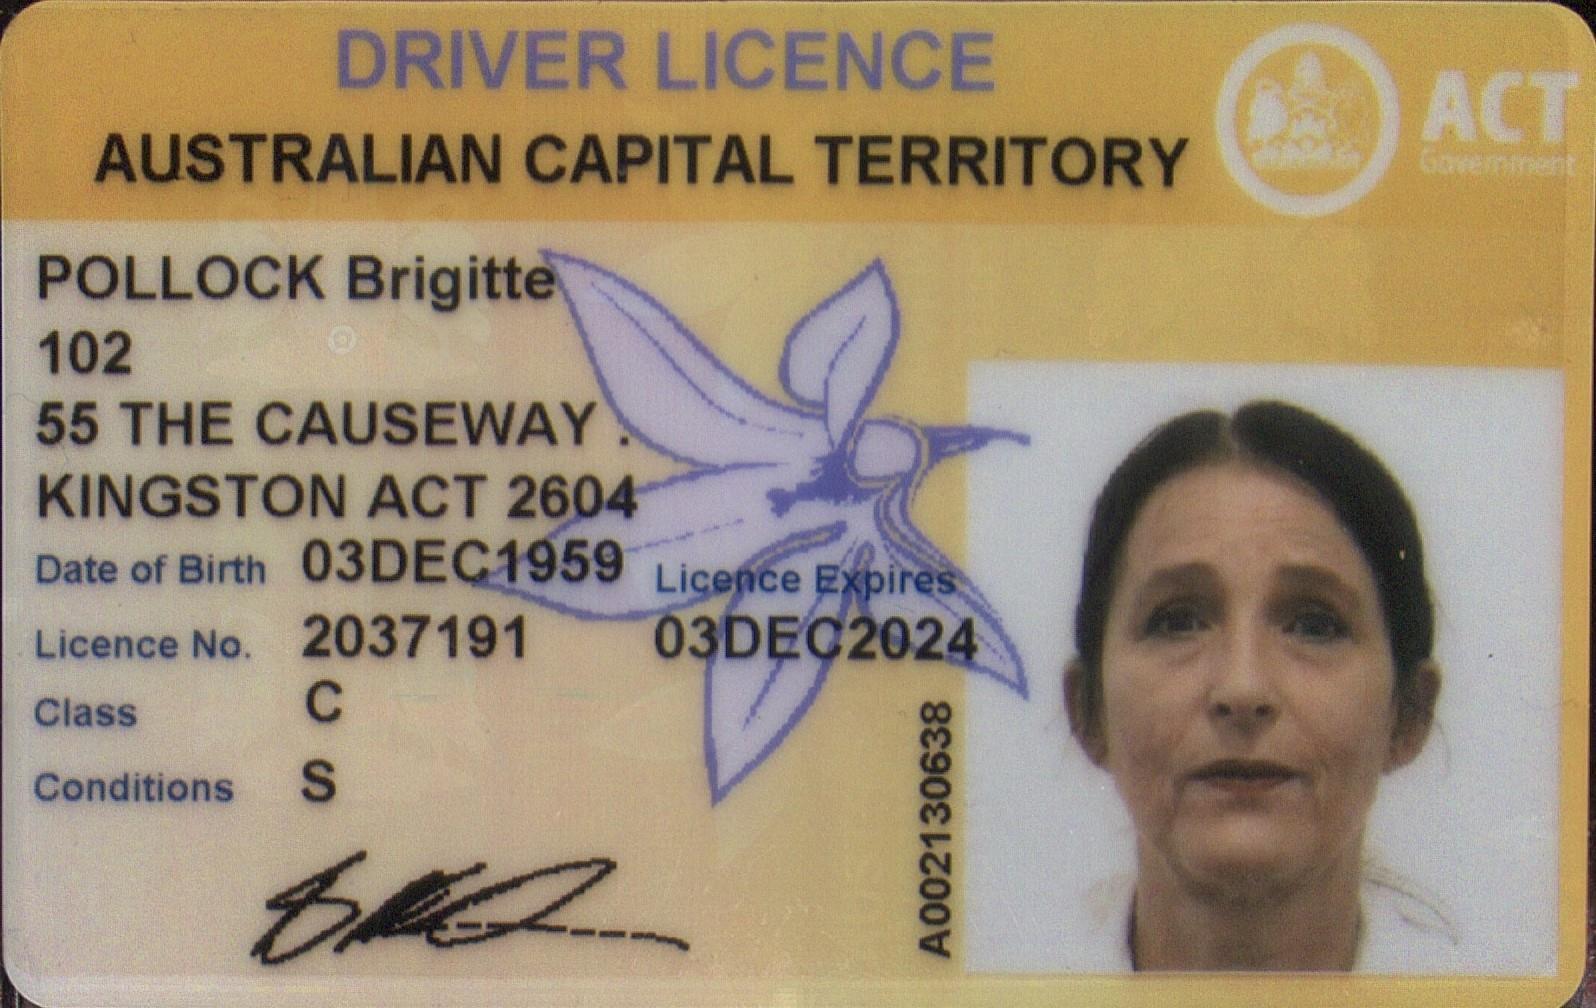 DRIVER LICENCE
AUSTRALIAN CAPITAL TERRITORY
ACT
Government
POLLOCK Brigitte
102
55 THE CAUSEWAY .
KINGSTON ACT 2604
Date of Birth 03DEC1959
Licence Expires
Licence No. 2037191
03DEC2024
Class C
Conditions S
A002130638